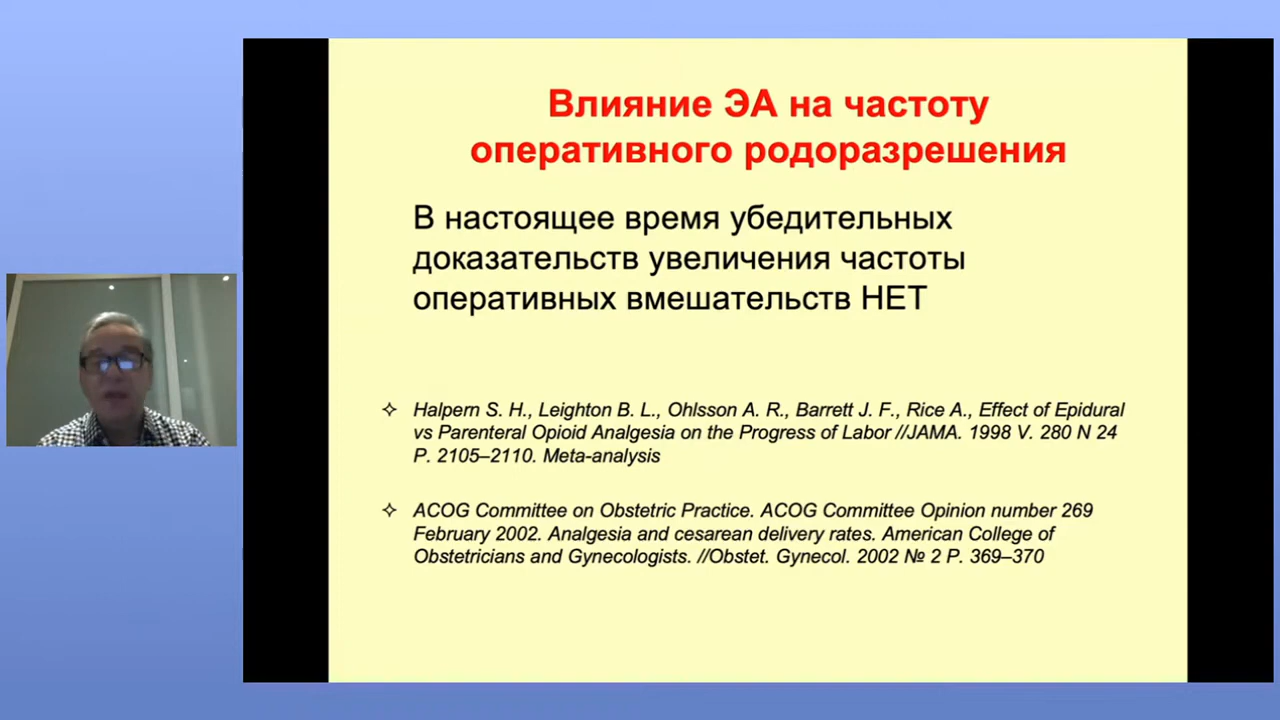 Влияние ЭА на частоту
оперативного родоразрешения
В настоящее время убедительных
доказательств увеличения частоты
оперативных вмешательств НЕТ
Halpern S. H., Leighton B. L., Ohlsson A. R., Barrett J. F., Rice A., Effect of Epidural
vs Parenteral Opioid Analgesia on the Progress of Labor //JAMA. 1998 V. 280 N 24
P. 2105–2110. Meta-analysis
ACOG Committee on Obstetric Practice. ACOG Committee Opinion number 269
February 2002. Analgesia and cesarean delivery rates. American College of
Obstetricians and Gynecologists. //Obstet. Gynecol. 2002 № 2 P. 369–370